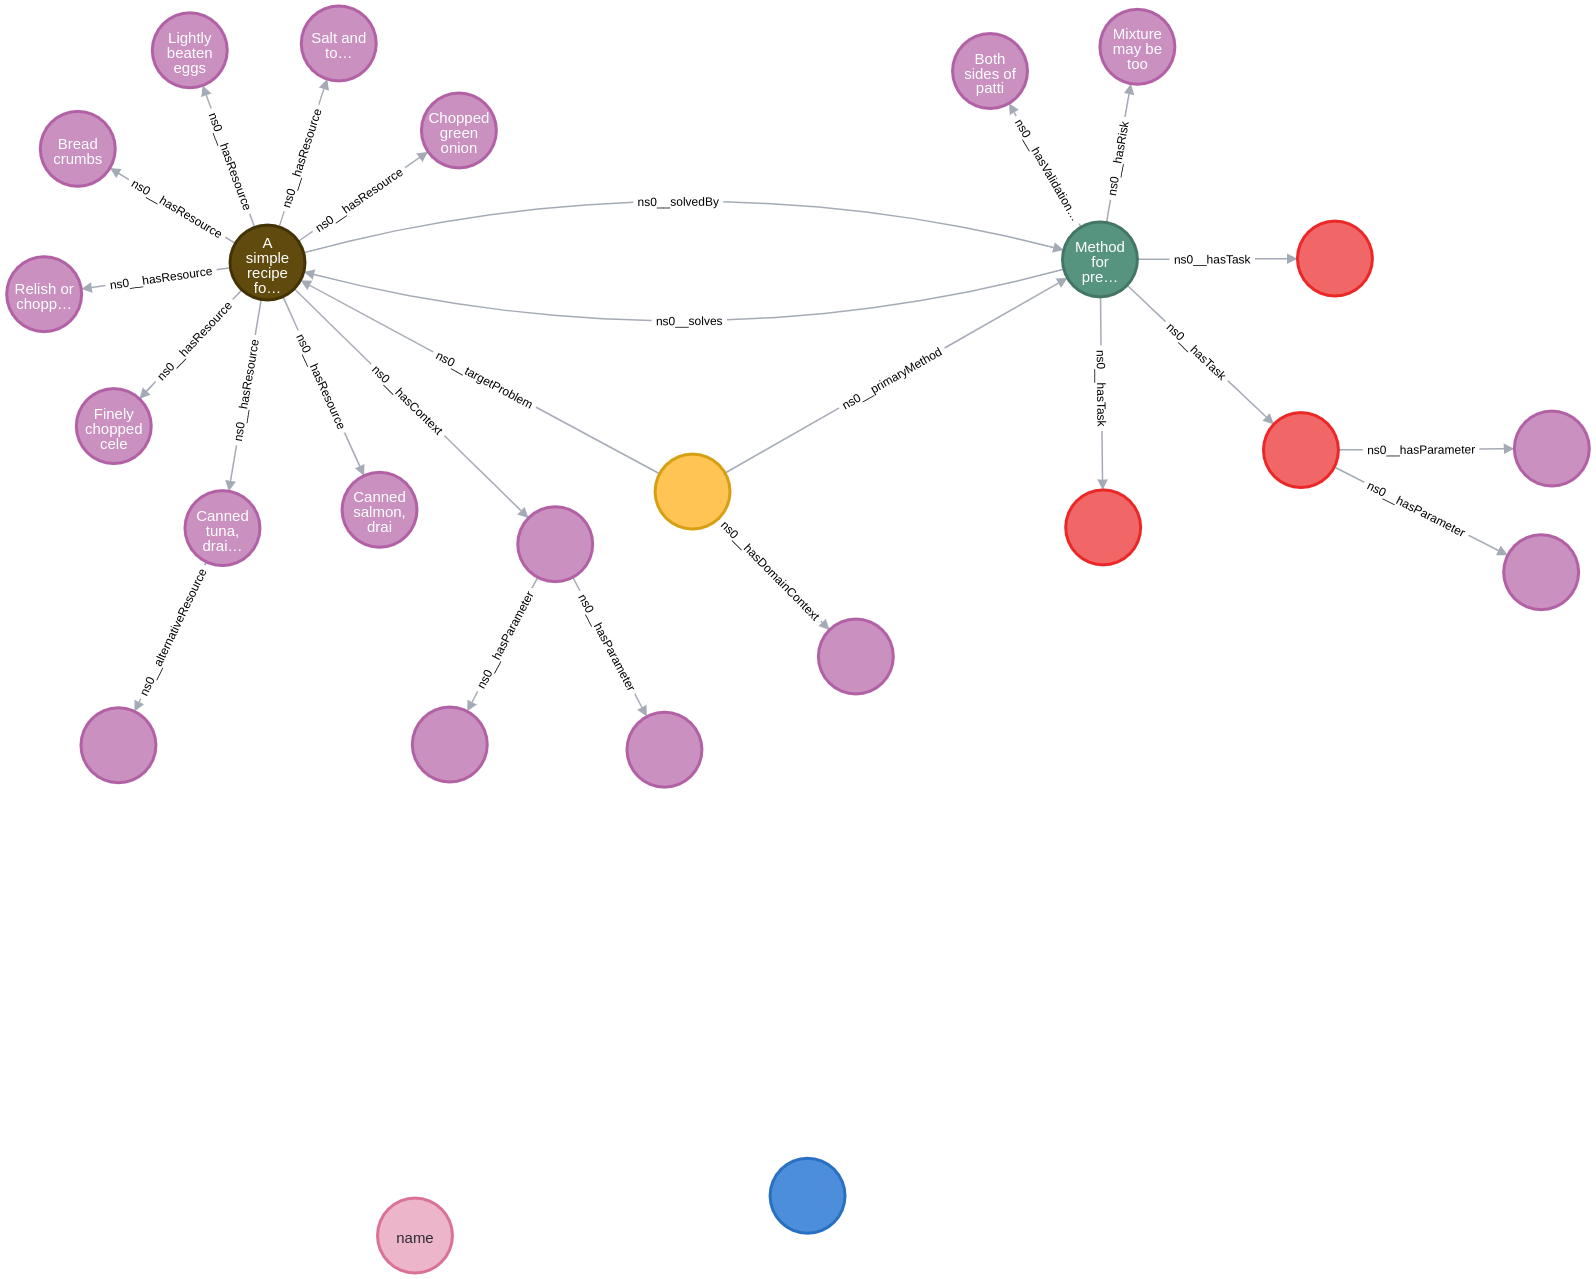 Lightly
beaten
eggs
Salt and
to…
Chopped
green
onion
Bread
crumbs
Relish or
chopp…
Finely
chopped
cele
Canned
tuna,
drai…
Canned
salmon,
drai
A
simple
recipe
fo…
Both
sides of
patti
Mixture
may be
too
Method
for
pre…
ns0__hasResource
ns0__hasResource
ns0__hasResource
ns0__hasResource
ns0__hasResource
ns0__hasResource
ns0__hasResource
ns0__hasResource
ns0__hasContext
ns0__solvedBy
ns0__solves
ns0__targetProblem
ns0__primaryMethod
ns0__hasValidation…
ns0__hasRisk
ns0__hasTask
ns0__hasTask
ns0__hasTask
ns0__hasParameter
ns0__hasParameter
ns0__hasDomainContext
ns0__alternativeResource
ns0__hasParameter
ns0__hasParameter
name